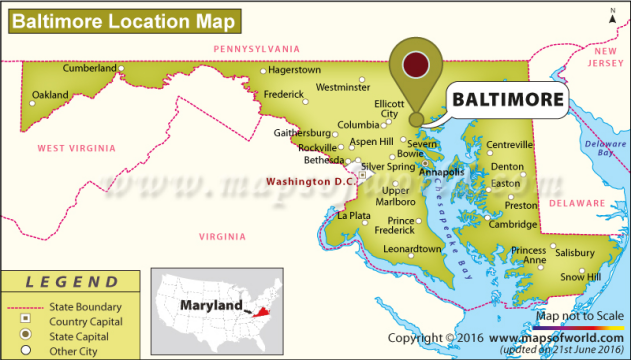 Baltimore Location Map
N
PENNSYLVANIA
NEW
JERSEY
Cumberland
Hagerstown
Oakland
Frederick
Westminster
Ellicott
City
BALTIMORE
Columbia
Gaithersburg
Severn
Rockville
Aspen Hill
Bowie
Centreville
Delaware
Bay
WEST VIRGINIA
Bethesda
Silver Spring
Annapolis
Denton
Washington D.C.
Easton
www.mapsofworld.com
Upper
Marlboro
Preston
DELAWARE
Chesapeake Bay
La Plata
Prince
Frederick
Cambridge
VIRGINIA
Leonardtown
Princess
Anne
Salisbury
Snow Hill
LEGEND
State Boundary
Country Capital
State Capital
Other City
Maryland
Map not to Scale
Copyright © 2016 www.mapsofworld.com
(updated on 21st June 2016)